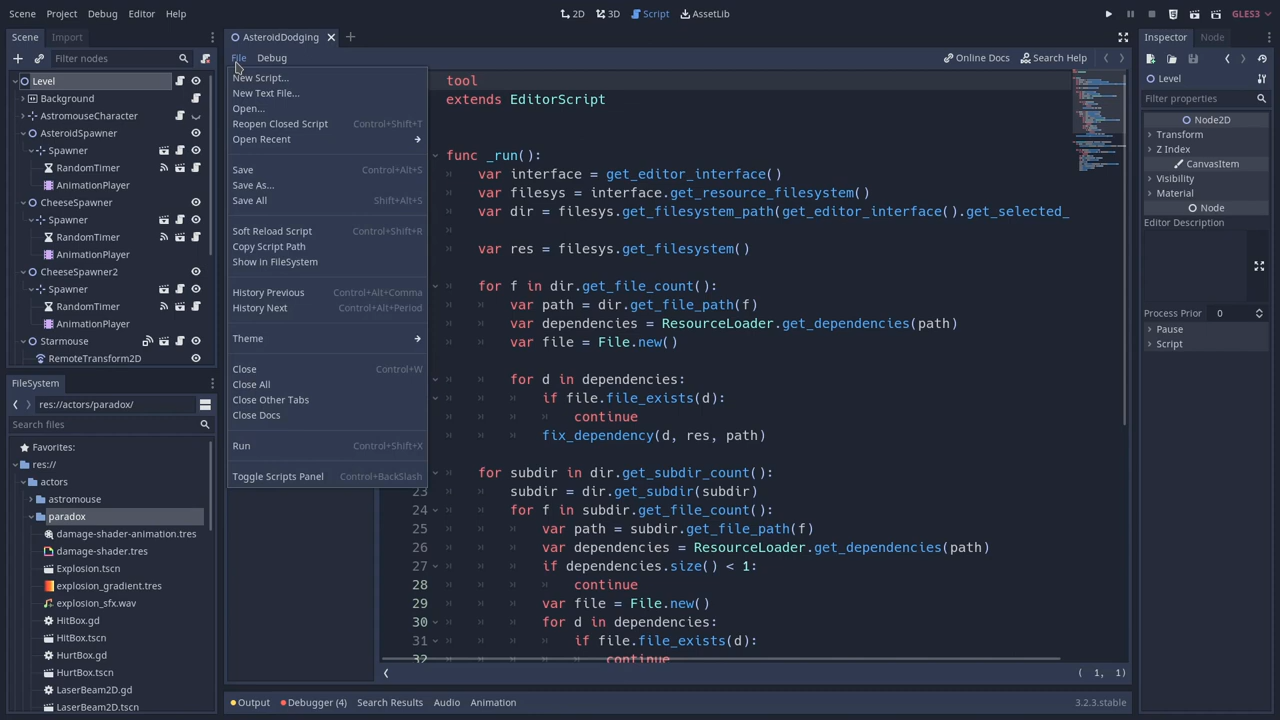 Scene Project Debug Editor Help
2D 3D Script AssetLib
GLES3
Scene Import
Filter nodes
Level
Background
AstromouseCharacter
AsteroidSpawner
Spawner
RandomTimer
AnimationPlayer
CheeseSpawner
Spawner
RandomTimer
AnimationPlayer
CheeseSpawner2
Spawner
RandomTimer
AnimationPlayer
Starmouse
RemoteTransform2D
FileSystem
res://actors/paradox/
Search files
Favorites:
res://
actors
astromouse
paradox
damage-shader-animation.tres
damage-shader.tres
Explosion.tscn
explosion_gradient.tres
explosion_sfx.wav
HitBox.gd
HitBox.tscn
HurtBox.gd
HurtBox.tscn
LaserBeam2D.gd
LaserBeam2D.tscn
AsteroidDodging
File Debug
Online Docs Search Help
New Script...
New Text File...
Open...
Reopen Closed Script Control+Shift+T
Open Recent
Save Control+Alt+S
Save As...
Save All Shift+Alt+S
Soft Reload Script Control+Shift+R
Copy Script Path
Show in FileSystem
History Previous Control+Alt+Comma
History Next Control+Alt+Period
Theme
Close Control+W
Close All
Close Other Tabs
Close Docs
Run Control+Shift+X
Toggle Scripts Panel Control+BackSlash
tool
extends EditorScript
func _run():
var interface = get_editor_interface()
var filesys = interface.get_resource_filesystem()
var dir = filesys.get_filesystem_path(get_editor_interface().get_selected_
var res = filesys.get_filesystem()
for f in dir.get_file_count():
var path = dir.get_file_path(f)
var dependencies = ResourceLoader.get_dependencies(path)
var file = File.new()
for d in dependencies:
if file.file_exists(d):
continue
fix_dependency(d, res, path)
for subdir in dir.get_subdir_count():
23 subdir = dir.get_subdir(subdir)
24 for f in subdir.get_file_count():
25 var path = subdir.get_file_path(f)
26 var dependencies = ResourceLoader.get_dependencies(path)
27 if dependencies.size() < 1:
28 continue
29 var file = File.new()
30 for d in dependencies:
31 if file.file_exists(d):
32 continue
( 1, 1)
Output Debugger (4) Search Results Audio Animation
3.2.3.stable
Inspector Node
Level
Filter properties
Node2D
Transform
Z Index
CanvasItem
Visibility
Material
Node
Editor Description
Process Prior 0
Pause
Script